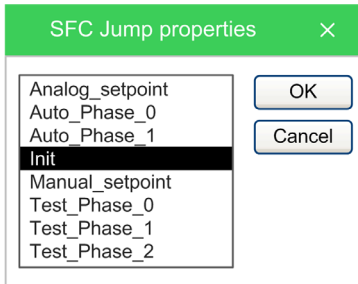 SFC Jump properties
Analog_setpoint
Auto_Phase_0
Auto_Phase_1
Init
Manual_setpoint
Test_Phase_0
Test_Phase_1
Test_Phase_2
OK
Cancel